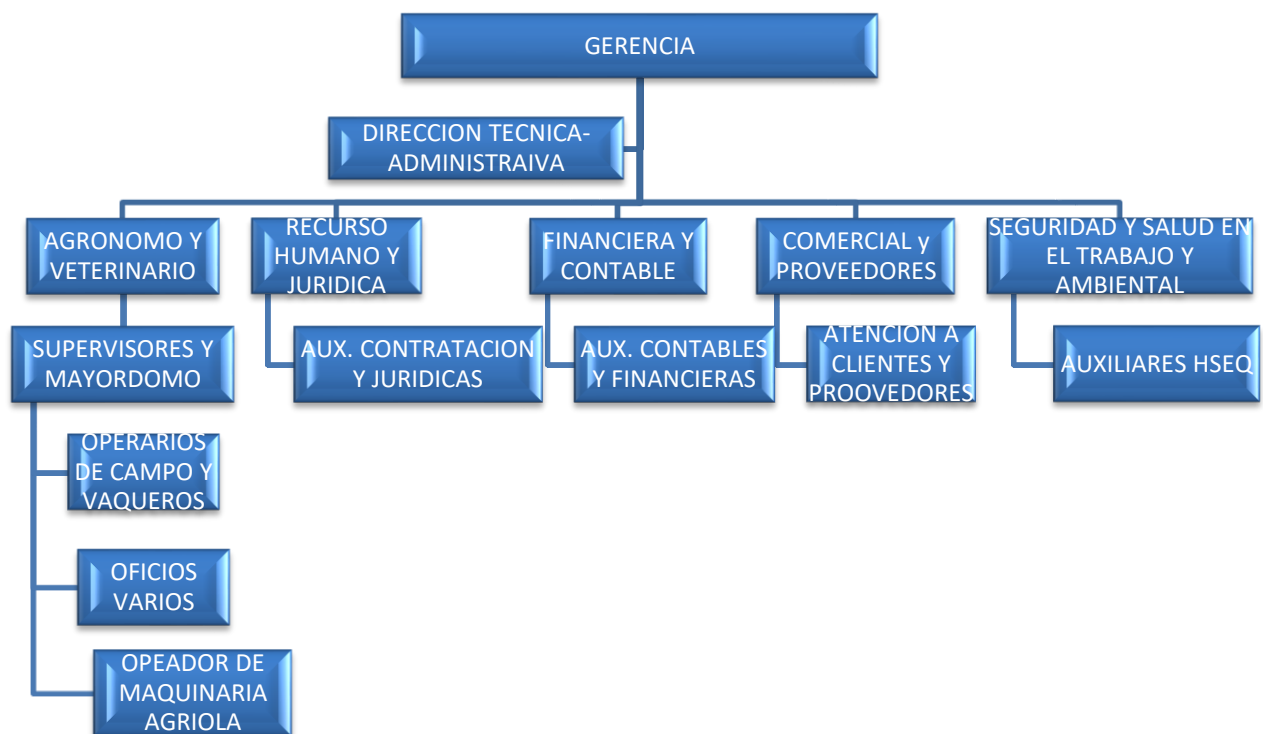 GERENCIA
DIRECCION TECNICA-
ADMINISTRAIVA
AGRONOMO Y
VETERINARIO
RECURSO
HUMANO Y
JURIDICA
FINANCIERA Y
CONTABLE
COMERCIAL y
PROVEEDORES
SEGURIDAD Y SALUD EN
EL TRABAJO Y
AMBIENTAL
SUPERVISORES Y
MAYORDOMO
AUX. CONTRATACION
Y JURIDICAS
AUX. CONTABLES
Y FINANCIERAS
ATENCION A
CLIENTES Y
PROOVEDORES
AUXILIARES HSEQ
OPERARIOS
DE CAMPO Y
VAQUEROS
OFICIOS
VARIOS
OPEADOR DE
MAQUINARIA
AGRIOLA